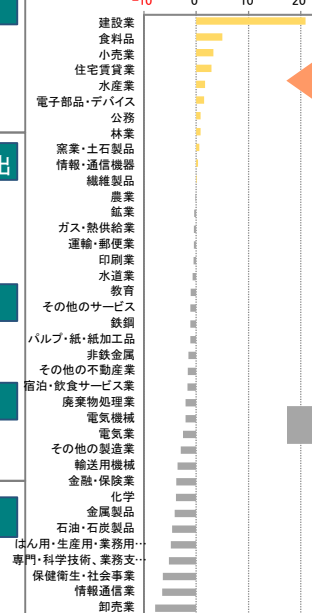 -10 0 10 20
建設業
食料品
小売業
住宅賃貸業
水産業
電子部品・デバイス
公務
林業
出
窯業・土石製品
情報・通信機器
繊維製品
農業
鉱業
ガス・熱供給業
運輸・郵便業
印刷業
水道業
教育
その他のサービス
鉄鋼
パルプ・紙・紙加工品
非鉄金属
その他の不動産業
宿泊・飲食サービス業
廃棄物処理業
電気機械
電気業
その他の製造業
輸送用機械
金融・保険業
化学
金属製品
石油・石炭製品
はん用・生産用・業務用…
専門・科学技術、業務支…
保健衛生・社会事業
情報通信業
卸売業